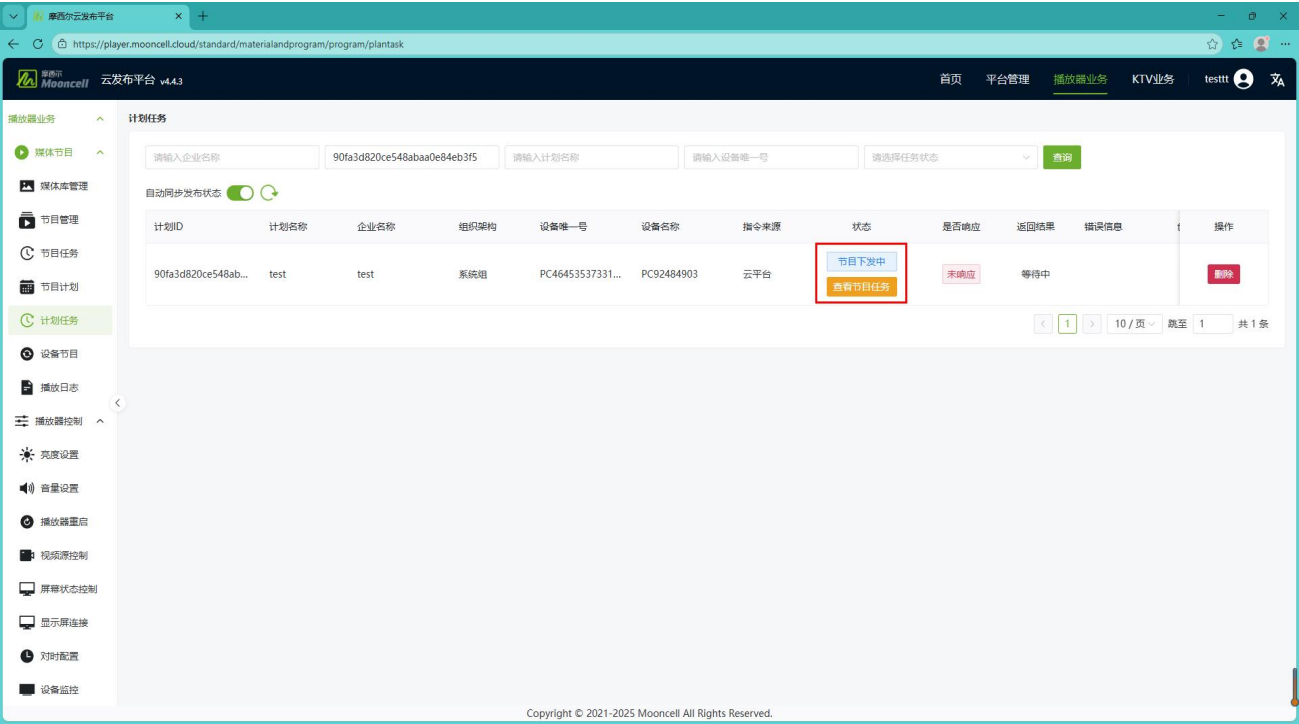 摩西尔云发布平台
https://player.mooncell.cloud/standard/materialandprogram/program/plantask
摩西尔 Mooncell 云发布平台 v4.4.3
首页 平台管理 播放器业务 KTV业务 testtt
播放器业务
媒体节目
媒体库管理
节目管理
节目任务
节目计划
计划任务
设备节目
播放日志
播放器控制
亮度设置
音量设置
播放器重启
视频源控制
屏幕状态控制
显示屏连接
对时配置
设备监控
计划任务
请输入企业名称 90fa3d820ce548abaa0e84eb3f5 请输入计划名称 请输入设备唯一号 请选择任务状态 查询
自动同步发布状态
计划ID 计划名称 企业名称 组织架构 设备唯一号 设备名称 指令来源 状态 是否响应 返回结果 错误信息 操作
节目下发中
90fa3d820ce548ab... test test 系统组 PC46453537331... PC92484903 云平台 未响应 等待中 删除
查看节目任务
1 10 / 页 跳至 1 共 1 条
Copyright © 2021-2025 Mooncell All Rights Reserved.